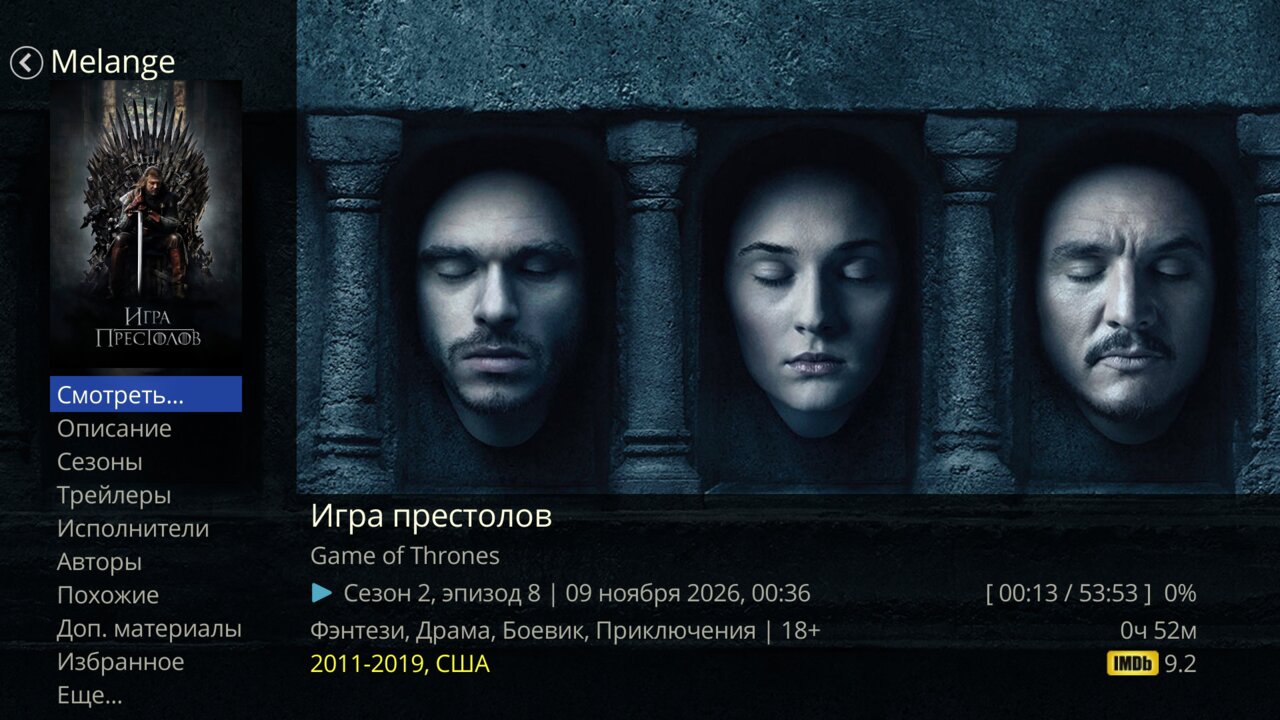 Melange
Игра
Престолов
Смотреть...
Описание
Сезоны
Трейлеры
Исполнители
Авторы
Похожие
Доп. материалы
Избранное
Еще...
Игра престолов
Game of Thrones
Сезон 2, эпизод 8 | 09 ноября 2026, 00:36
[ 00:13 / 53:53 ] 0%
Фэнтези, Драма, Боевик, Приключения | 18+
0ч 52м
2011-2019, США
IMDb 9.2